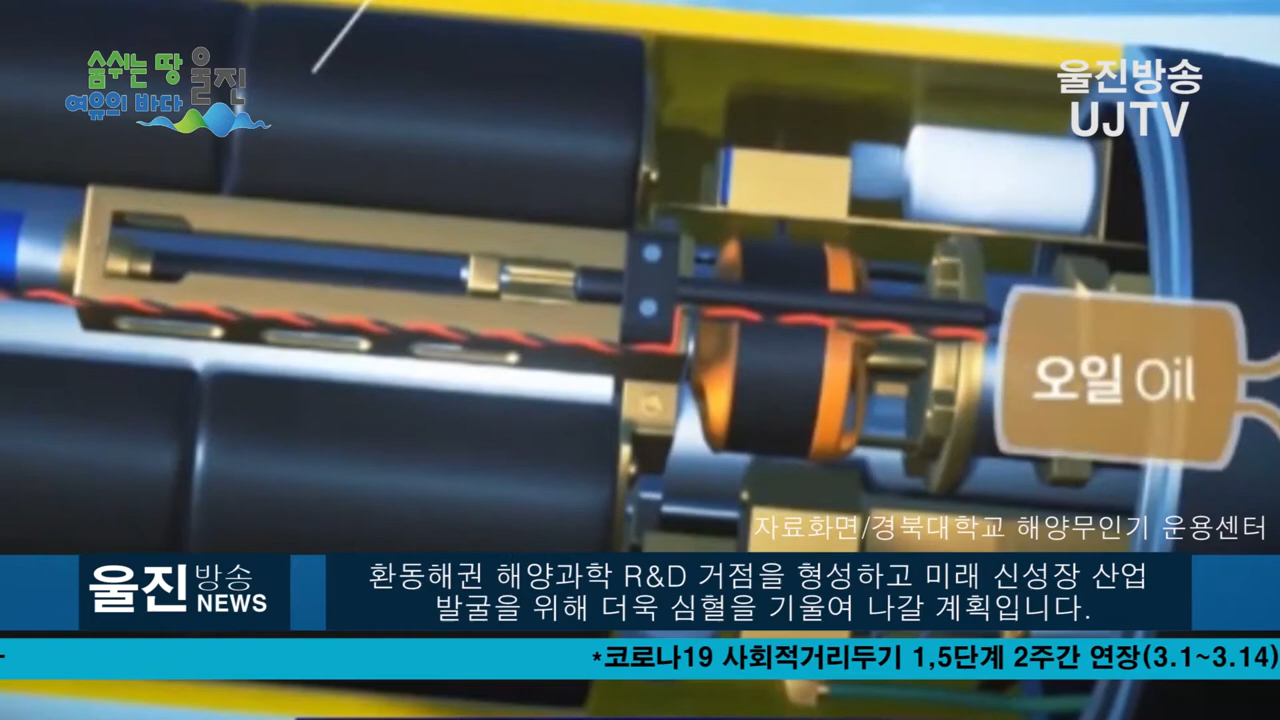 숨쉬는 땅
여유의 바다
울진
울진방송
UJTV
오일 Oil
자료화면/경북대학교 해양무인기 운용센터
울진방송
NEWS
환동해권 해양과학 R&D 거점을 형성하고 미래 신성장 산업
발굴을 위해 더욱 심혈을 기울여 나갈 계획입니다.
*코로나19 사회적거리두기 1,5단계 2주간 연장(3.1~3.14)